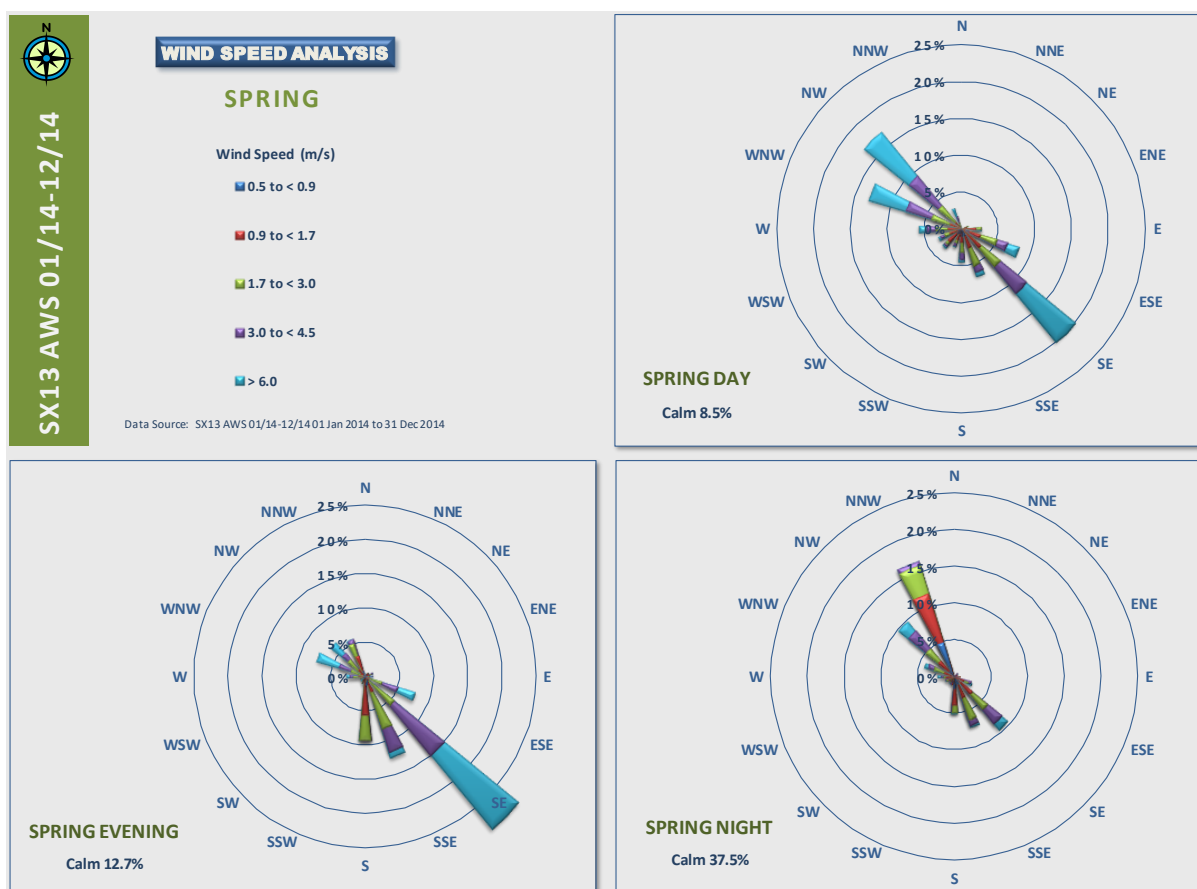 N
SX13 AWS 01/14-12/14
WIND SPEED ANALYSIS
SPRING
Wind Speed (m/s)
0.5 to < 0.9
0.9 to < 1.7
1.7 to < 3.0
3.0 to < 4.5
> 6.0
Data Source: SX13 AWS 01/14-12/14 01 Jan 2014 to 31 Dec 2014
N
NNE
NE
ENE
E
ESE
SE
SSE
S
SSW
SW
WSW
W
WNW
NW
NNW
25%
20%
15%
10%
5%
0%
SPRING DAY
Calm 8.5%
N
NNE
NE
ENE
E
ESE
SE
SSE
S
SSW
SW
WSW
W
WNW
NW
NNW
25%
20%
15%
10%
5%
0%
SPRING EVENING
Calm 12.7%
N
NNE
NE
ENE
E
ESE
SE
SSE
S
SSW
SW
WSW
W
WNW
NW
NNW
25%
20%
15%
10%
5%
0%
SPRING NIGHT
Calm 37.5%